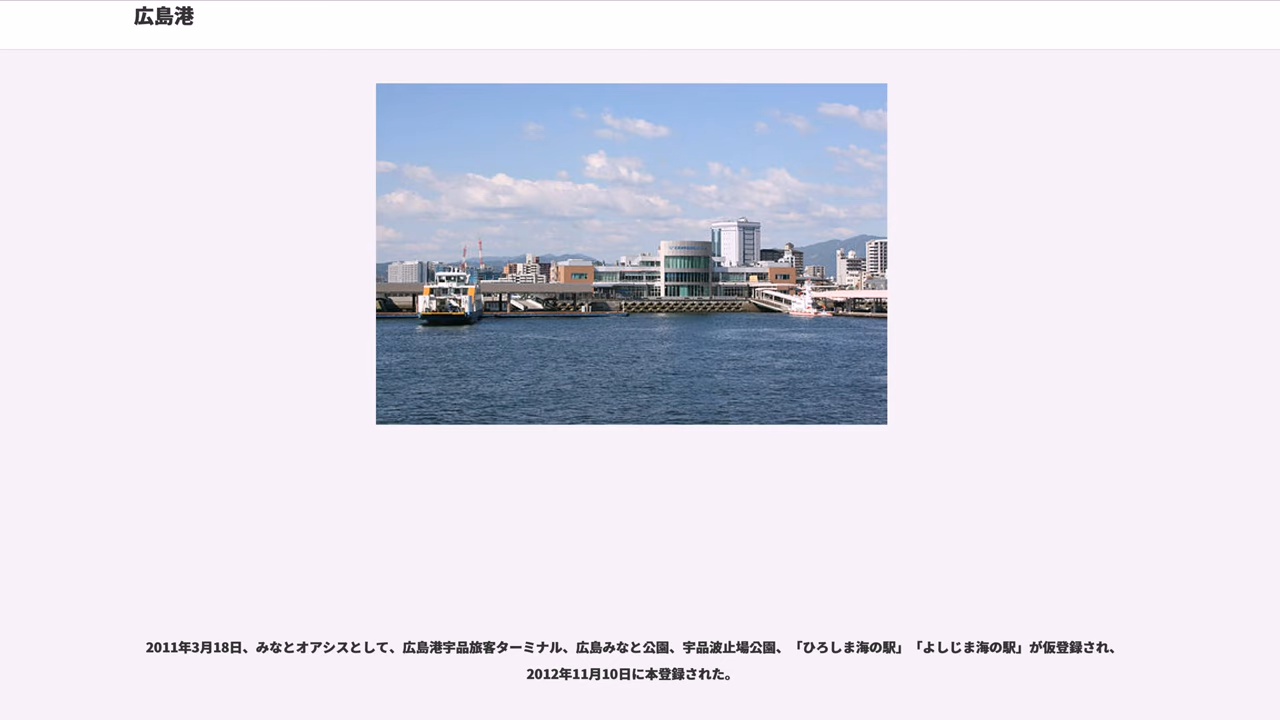 広島港
2011年3月18日、みなとオアシスとして、広島港宇品旅客ターミナル、広島みなと公園、宇品波止場公園、「ひろしま海の駅」「よしじま海の駅」が仮登録され、
2012年11月10日に本登録された。